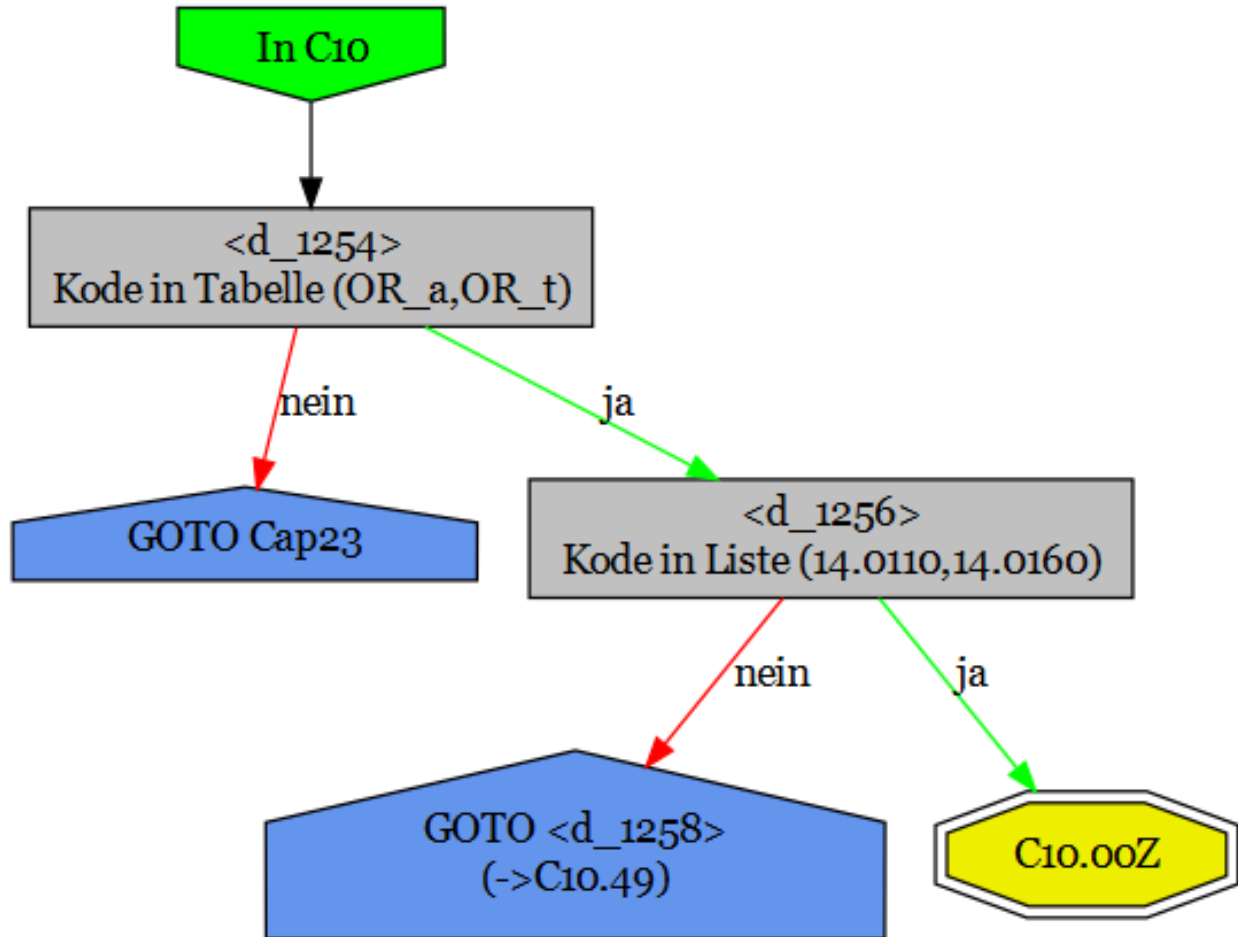 In C10
<d_1254>
Kode in Tabelle (OR_a,OR_t)
nein
ja
GOTO Cap23
<d_1256>
Kode in Liste (14.0110,14.0160)
nein
ja
GOTO <d_1258>
(->C10.49)
C10.00Z